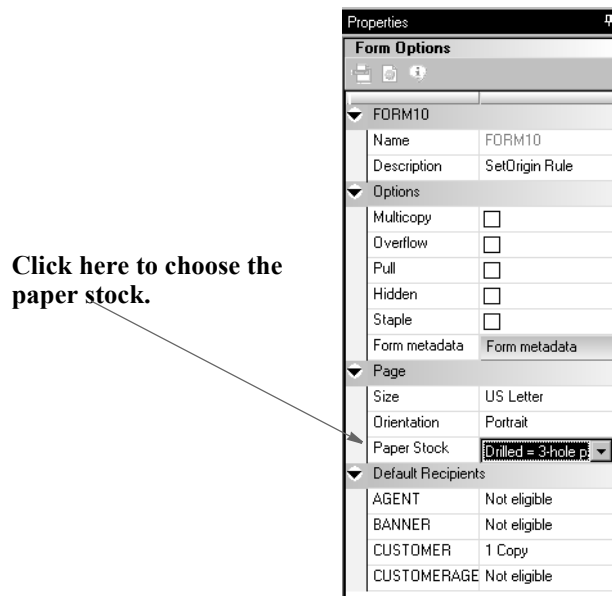 Properties
Form Options
FORM10
Name FORM10
Description SetOrigin Rule
Options
Multicopy
Overflow
Pull
Hidden
Staple
Form metadata Form metadata
Page
Size US Letter
Orientation Portrait
Paper Stock Drilled = 3-hole p
Default Recipients
AGENT Not eligible
BANNER Not eligible
CUSTOMER 1 Copy
CUSTOMERAGE Not eligible
Click here to choose the
paper stock.